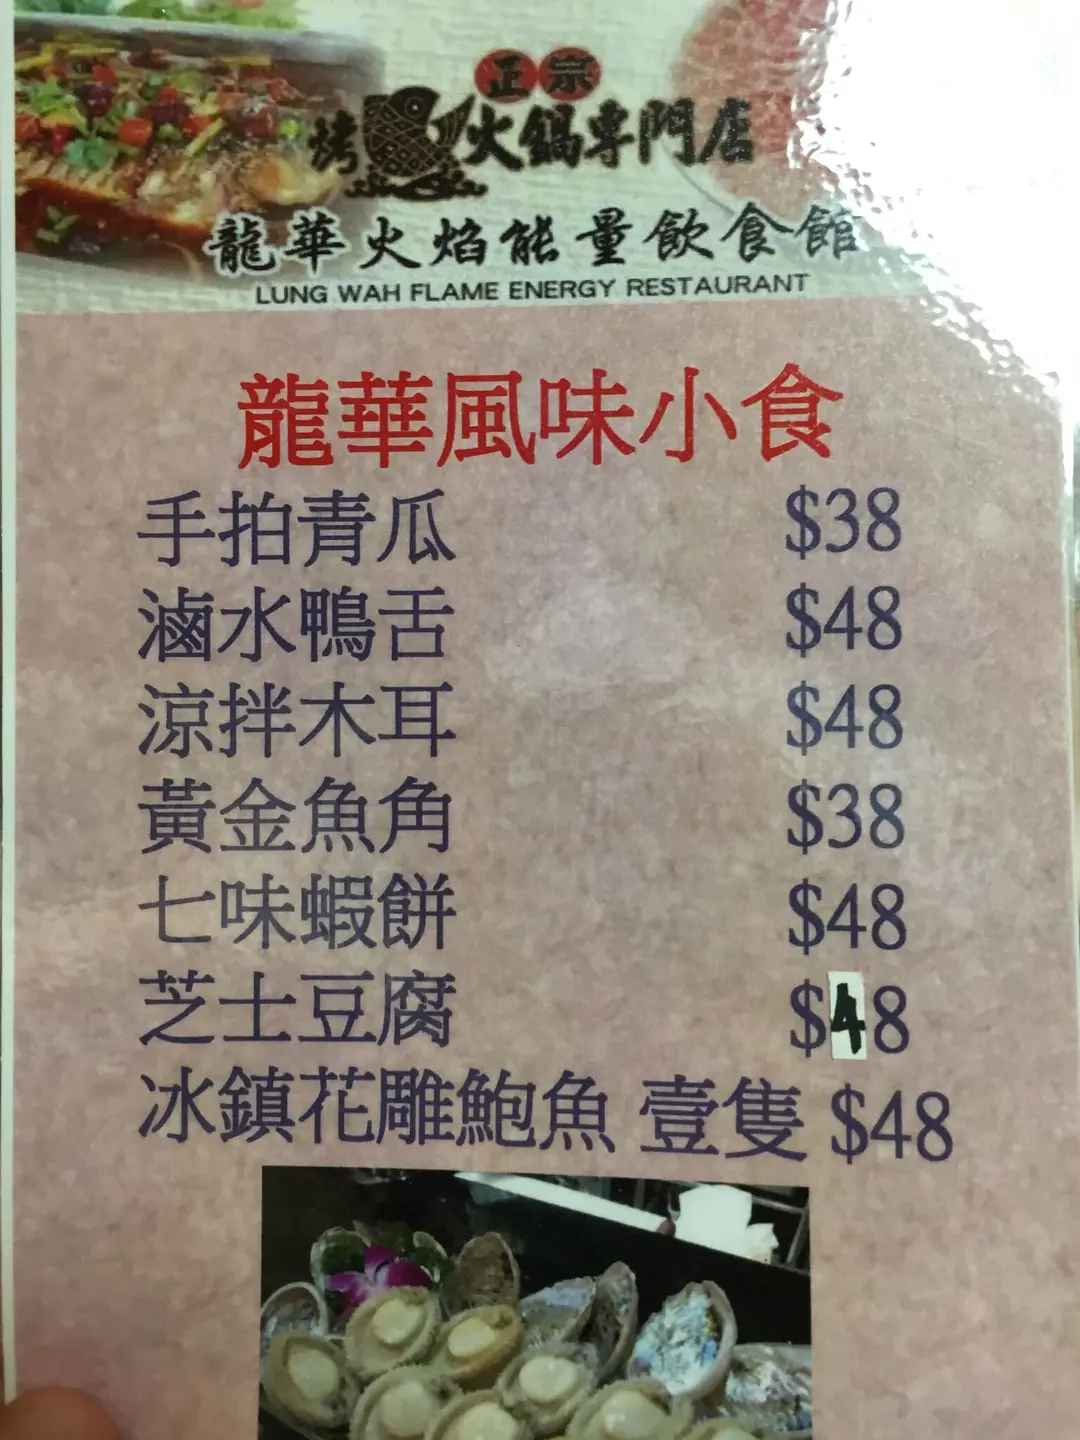 正宗
烤魚火鍋專門店
龍華火焰能量飲食館
LUNG WAH FLAME ENERGY RESTAURANT
龍華風味小食
手拍青瓜 $38
滷水鴨舌 $48
涼拌木耳 $48
黃金魚角 $38
七味蝦餅 $48
芝士豆腐 $48
冰鎮花雕鮑魚 壹隻 $48